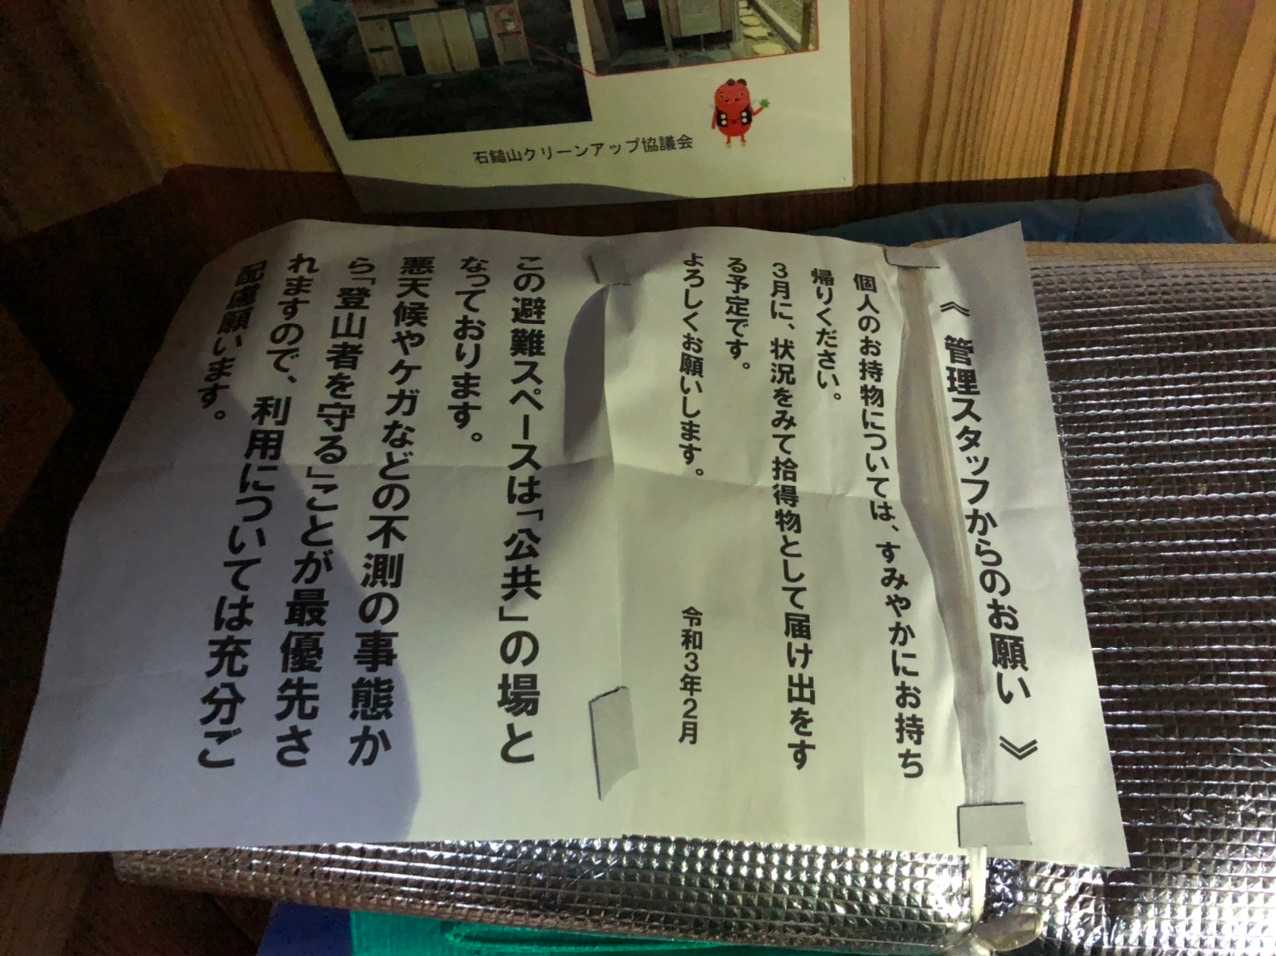 石鎚山クリーンアップ協議会
《 管理スタッフからのお願い 》
個人のお持物については、すみやかにお持ち
帰りください。
3月に、状況をみて拾得物として届け出をす
る予定です。
よろしくお願いします。
令和3年2月
この避難スペースは「公共」の場と
なっております。
悪天候やケガなどの不測の事態か
ら「登山者を守る」ことが最優先さ
れますので、利用については充分ご
配慮願います。